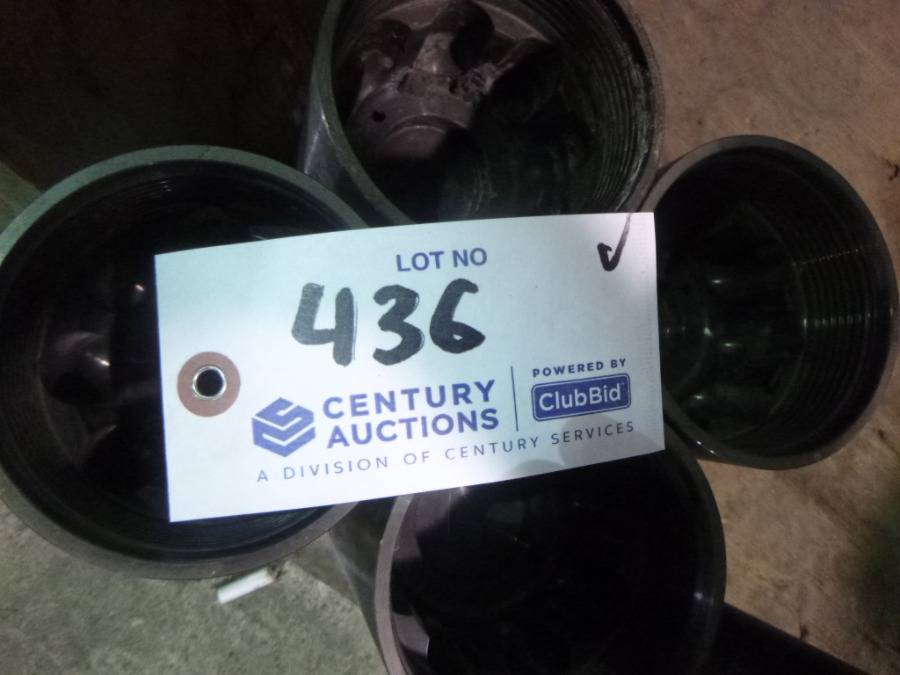 LOT NO
436
CENTURY
AUCTIONS
POWERED BY
ClubBid
A DIVISION OF CENTURY SERVICES